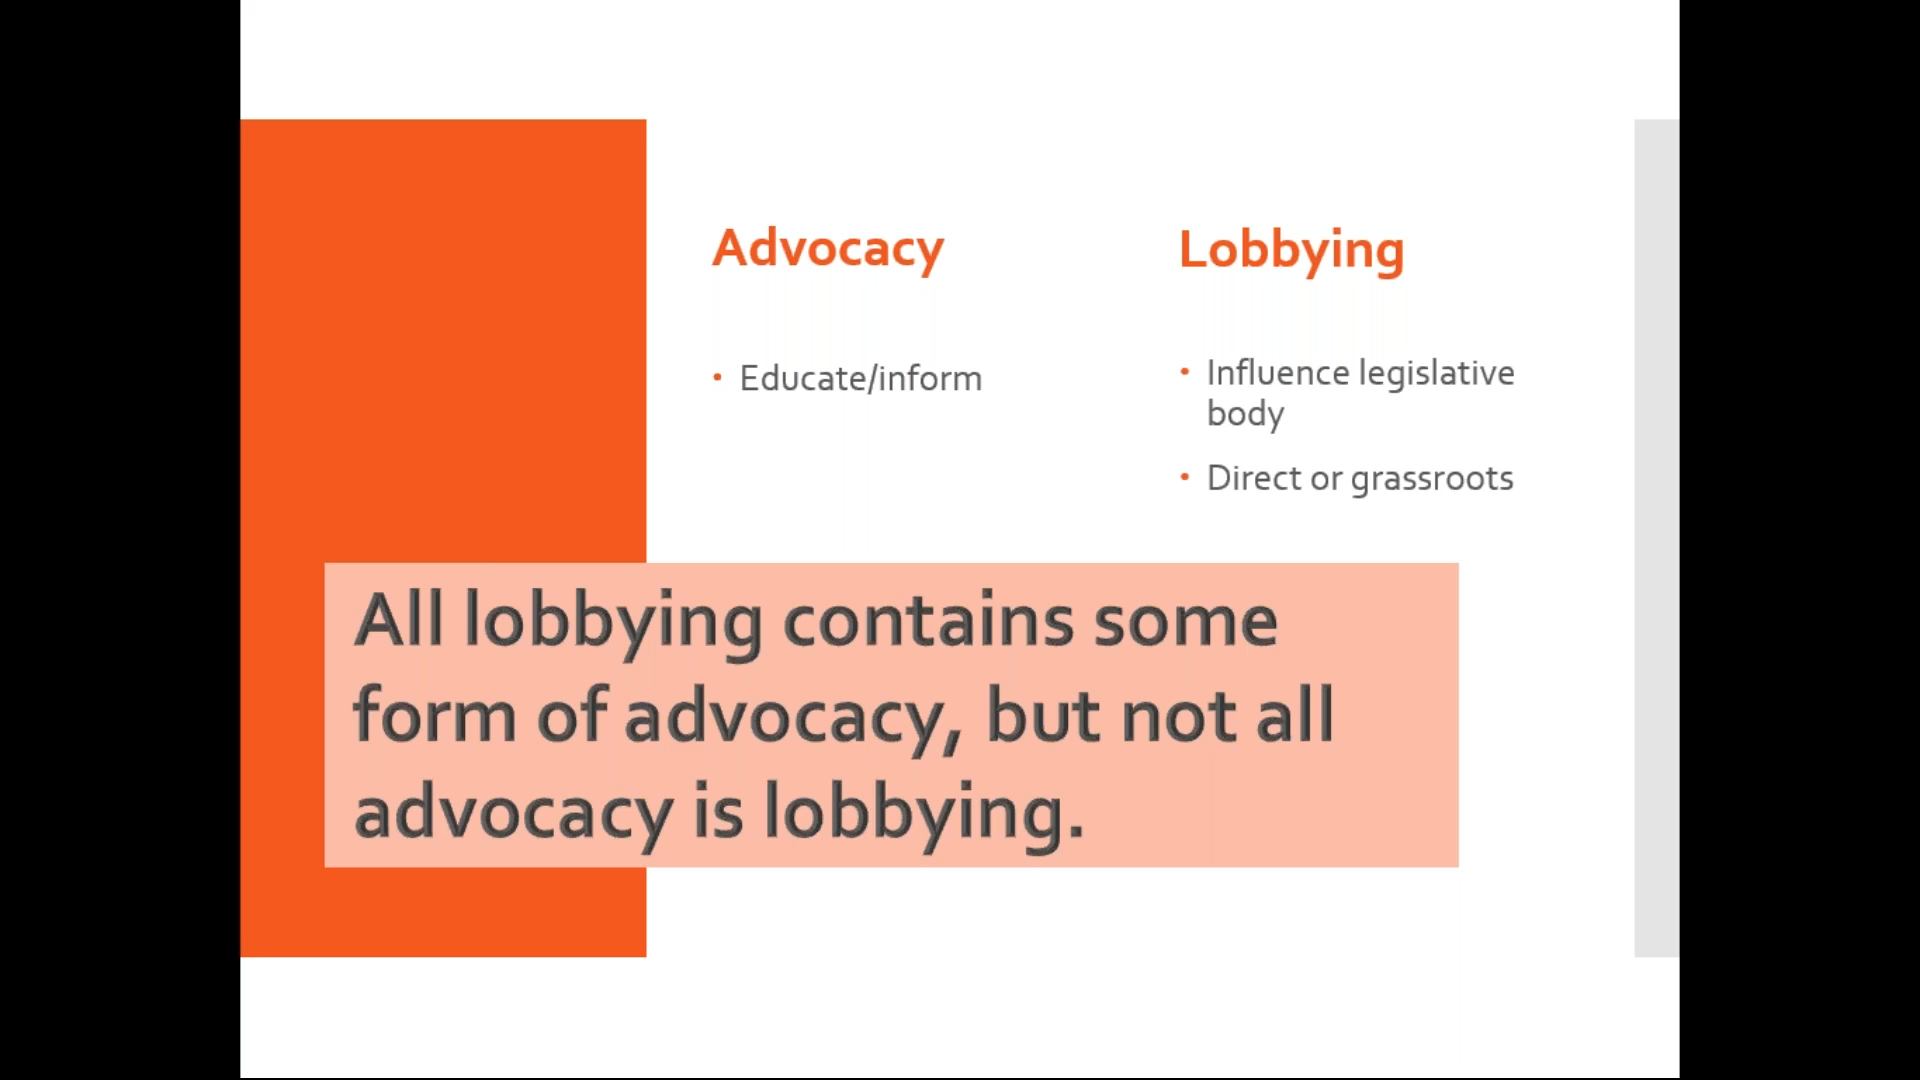 Advocacy
• Educate/inform
Lobbying
• Influence legislative
body
• Direct or grassroots
All lobbying contains some
form of advocacy, but not all
advocacy is lobbying.